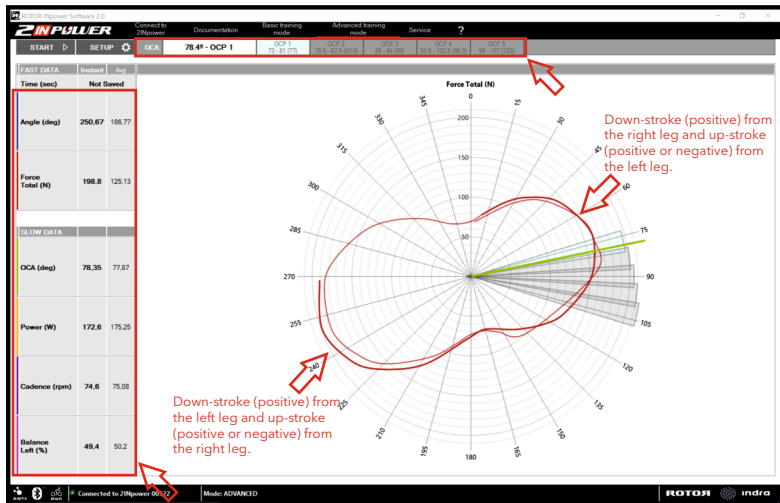 ROTOR INpower Software 2.0
2INPOWER
Connect to 2INpower
Documentation
Basic training mode
Advanced training mode
Service
?
START
SETUP
OCA
78.4º - OCP 1
OCP 1
73 - 81 (77)
OCP 2
79.5 - 87.5 (83.5)
OCP 3
86 - 94 (90)
OCP 4
92.5 - 100.5 (96.5)
OCP 5
99 - 107 (103)
FAST DATA Instant Avg
Time (sec) Not Saved
Angle (deg) 250,67 186,77
Force Total (N) 198,8 125,13
SLOW DATA
OCA (deg) 78,35 77,87
Power (W) 172,6 175,25
Cadence (rpm) 74,6 75,08
Balance Left (%) 49,4 50,2
Force Total (N)
0
15
30
45
60
75
90
105
120
135
150
165
180
195
210
225
240
255
270
285
300
315
330
345
200
150
100
50
Down-stroke (positive) from
the right leg and up-stroke
(positive or negative) from
the left leg.
Down-stroke (positive) from
the left leg and up-stroke
(positive or negative) from
the right leg.
ANT+
PWR
Connected to 2INpower 00522
Mode: ADVANCED
ROTOR
indra